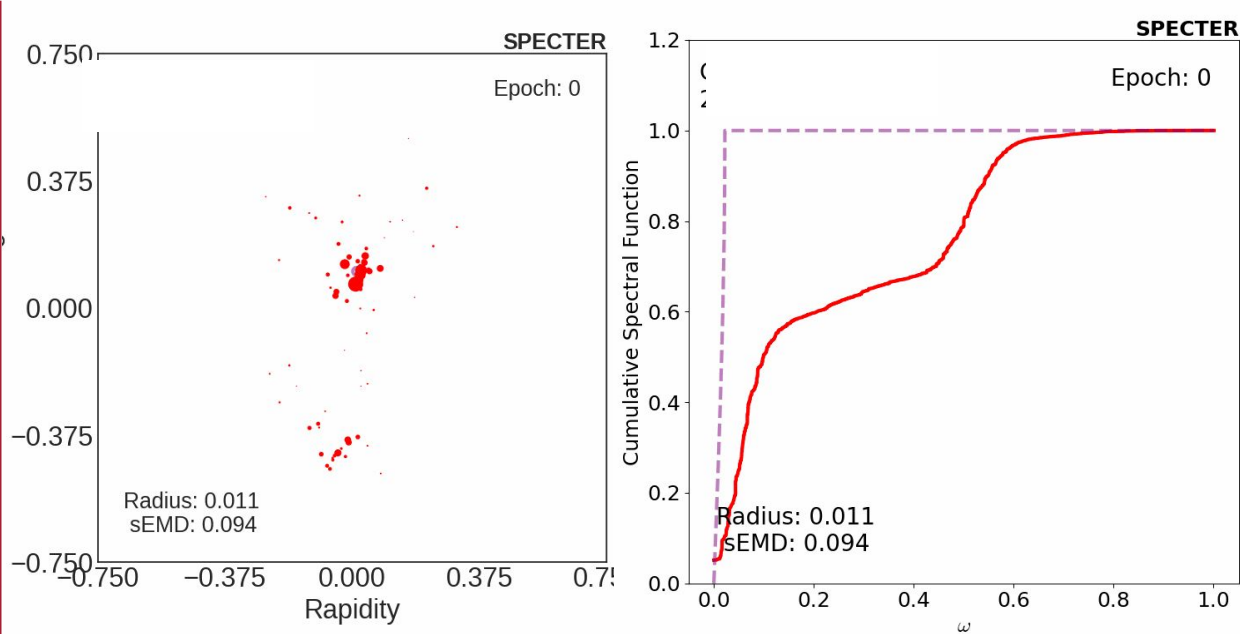 SPECTER
0.750
Epoch: 0
0.375
0.000
−0.375
Radius: 0.011
sEMD: 0.094
−0.750
−0.750 −0.375 0.000 0.375
Rapidity
SPECTER
1.2
Epoch: 0
1.0
0.8
Cumulative Spectral Function
0.6
0.4
0.2
Radius: 0.011
sEMD: 0.094
0.0
0.0 0.2 0.4 0.6 0.8 1.0
ω